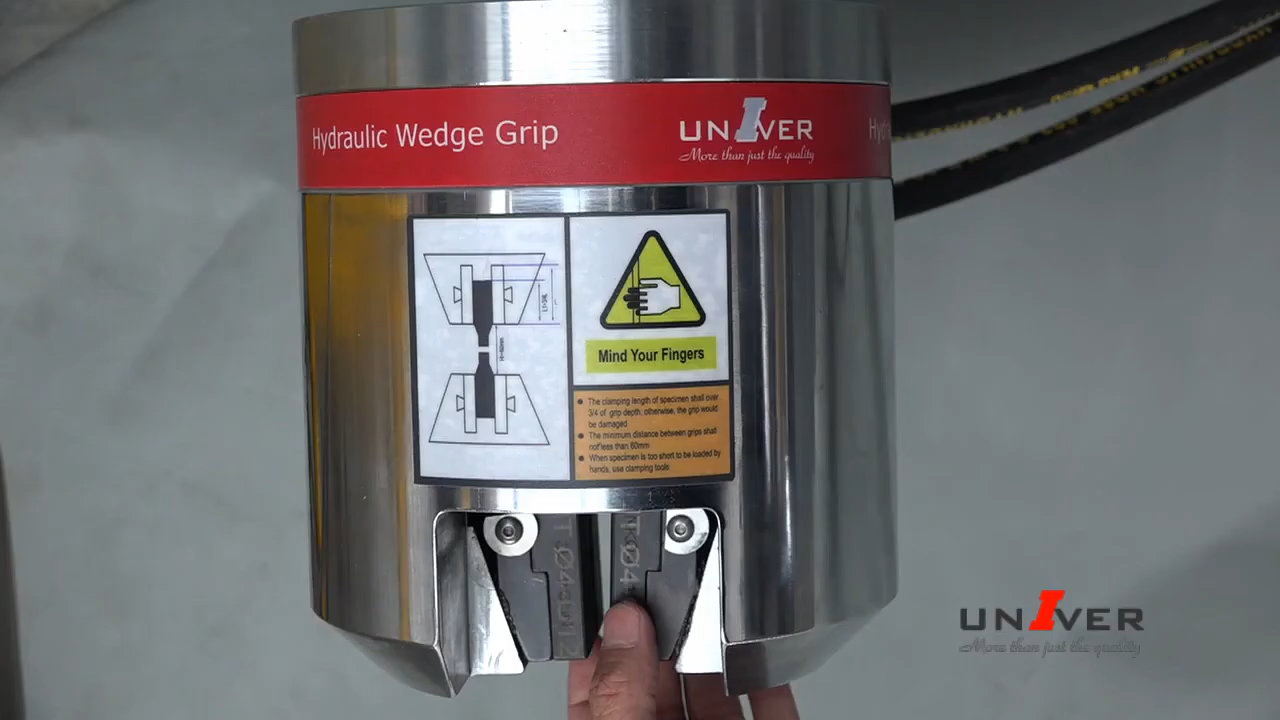 Hydraulic Wedge Grip
UNIVER
More than just the quality
Mind Your Fingers
● The clamping length of specimen shall over
3/4 of grip depth, otherwise, the grip would
be damaged
● The minimum distance between grips shall
not less than 60mm
● When specimen is too short to be loaded by
hands, use clamping tools
UNIVER
More than just the quality